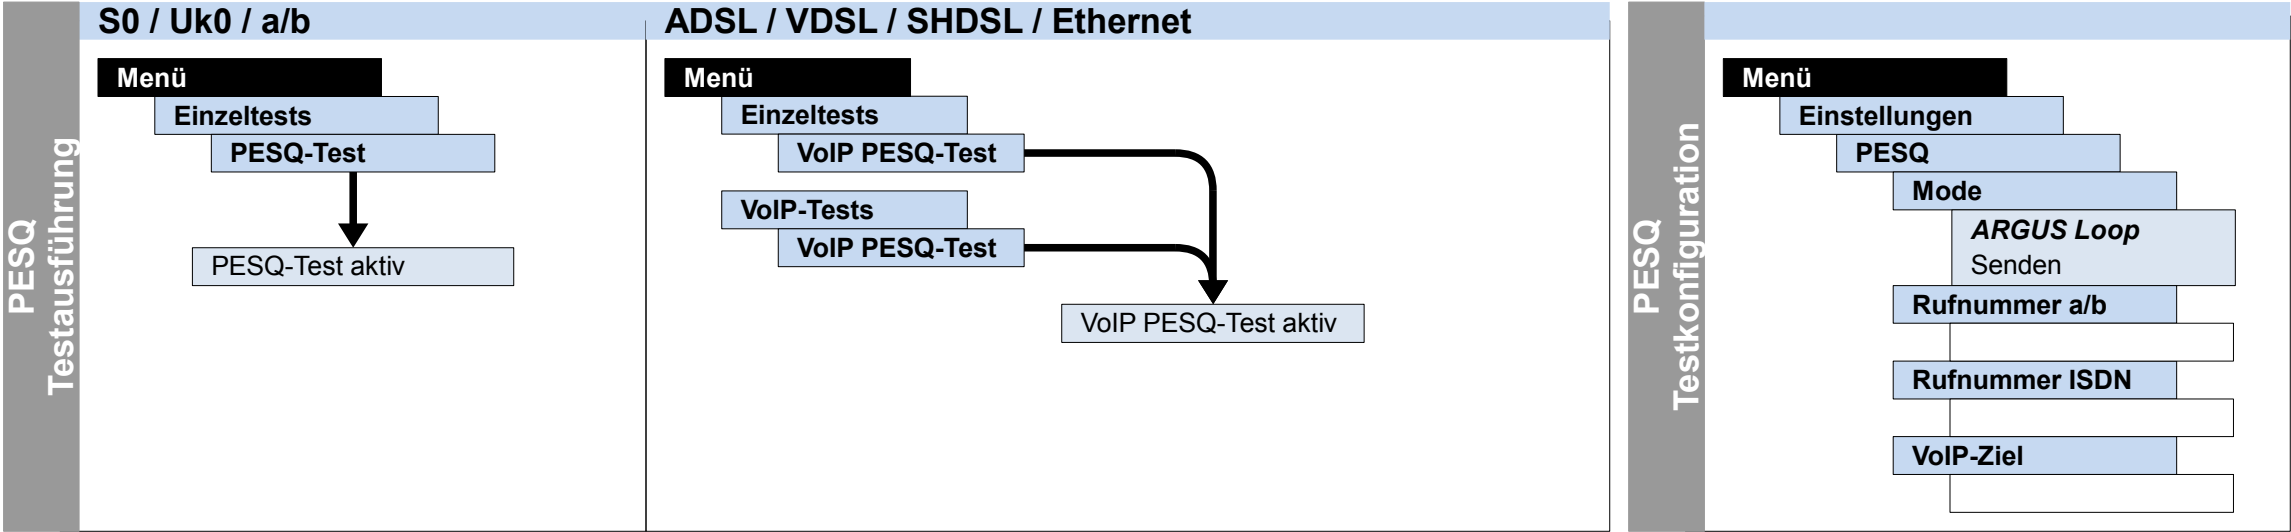 PESQ
Testausführung
S0 / Uk0 / a/b
Menü
Einzeltests
PESQ-Test
PESQ-Test aktiv
ADSL / VDSL / SHDSL / Ethernet
Menü
Einzeltests
VoIP PESQ-Test
VoIP-Tests
VoIP PESQ-Test
VoIP PESQ-Test aktiv
PESQ
Testkonfiguration
Menü
Einstellungen
PESQ
Mode
ARGUS Loop
Senden
Rufnummer a/b
Rufnummer ISDN
VoIP-Ziel